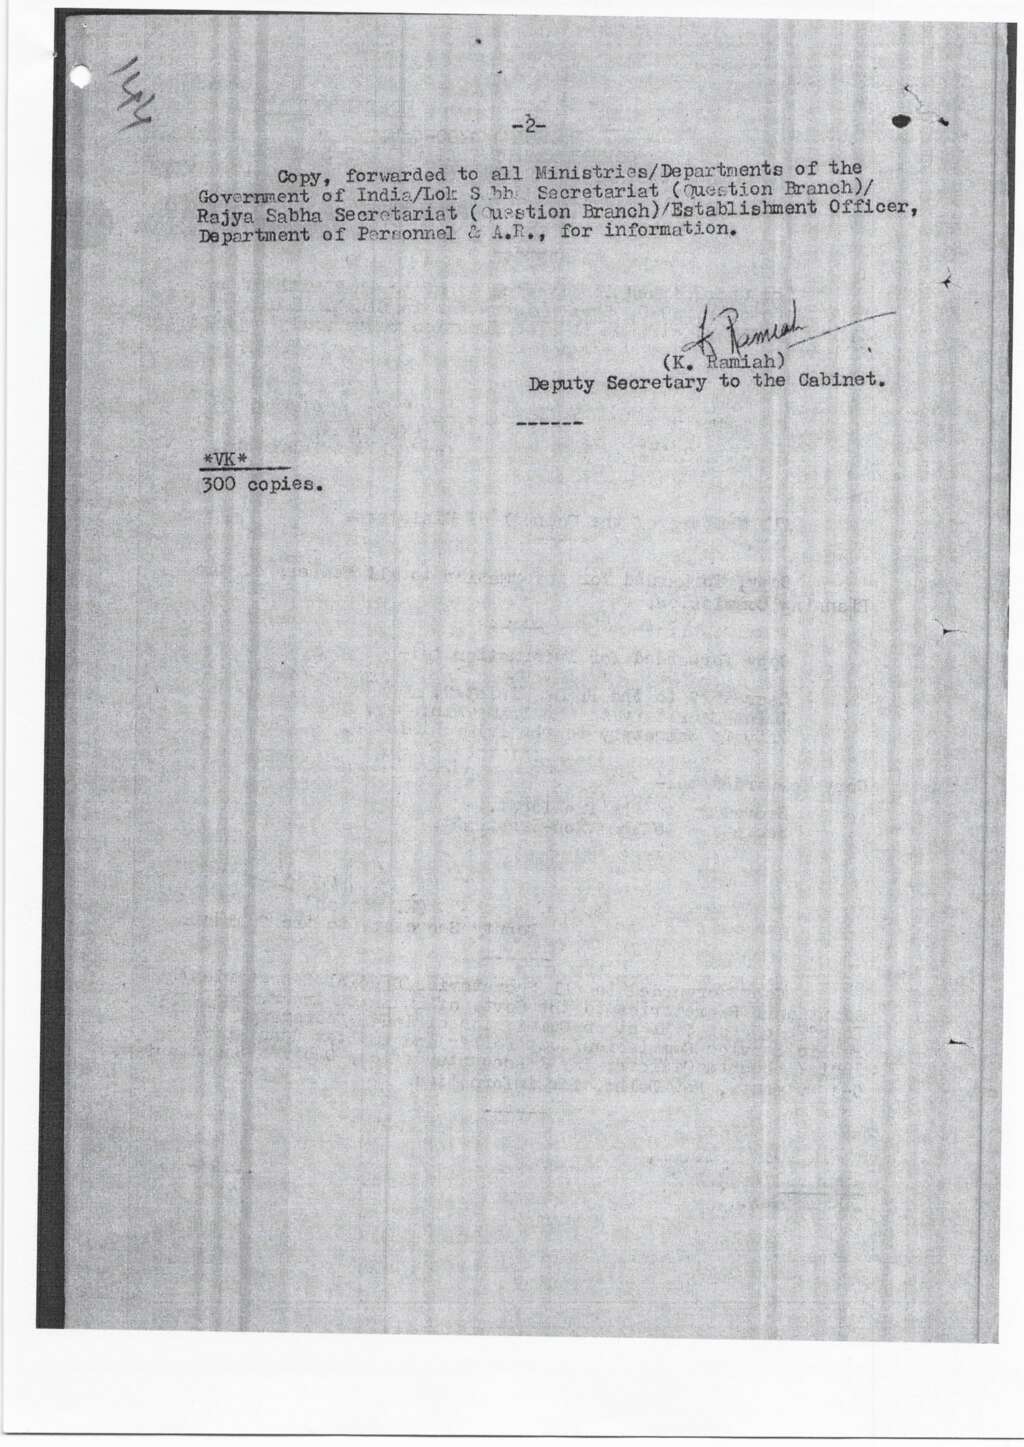 144
-2-
Copy, forwarded to all Ministries/Departments of the
Government of India/Lok Sabha Secretariat (Question Branch)/
Rajya Sabha Secretariat (Question Branch)/Establishment Officer,
Department of Personnel & A.R., for information.
K Ramiah
(K. Ramiah)
Deputy Secretary to the Cabinet.
------
*VK*
300 copies.